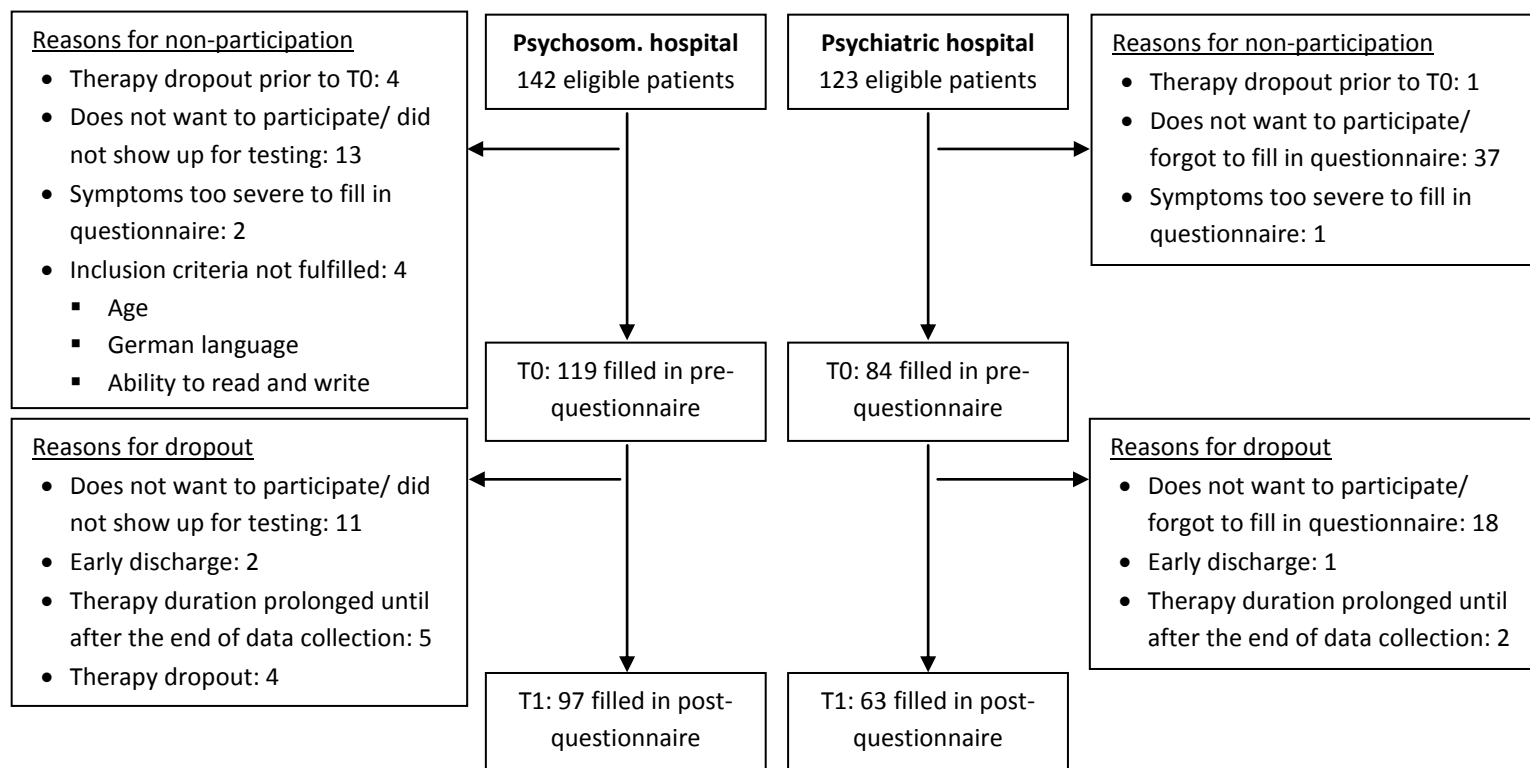 Reasons for non-participation
• Therapy dropout prior to T0: 4
• Does not want to participate/ did
not show up for testing: 13
• Symptoms too severe to fill in
questionnaire: 2
• Inclusion criteria not fulfilled: 4
▪ Age
▪ German language
▪ Ability to read and write
Psychosom. hospital
142 eligible patients
Psychiatric hospital
123 eligible patients
Reasons for non-participation
• Therapy dropout prior to T0: 1
• Does not want to participate/
forgot to fill in questionnaire: 37
• Symptoms too severe to fill in
questionnaire: 1
T0: 119 filled in pre-
questionnaire
T0: 84 filled in pre-
questionnaire
Reasons for dropout
• Does not want to participate/ did
not show up for testing: 11
• Early discharge: 2
• Therapy duration prolonged until
after the end of data collection: 5
• Therapy dropout: 4
Reasons for dropout
• Does not want to participate/
forgot to fill in questionnaire: 18
• Early discharge: 1
• Therapy duration prolonged until
after the end of data collection: 2
T1: 97 filled in post-
questionnaire
T1: 63 filled in post-
questionnaire